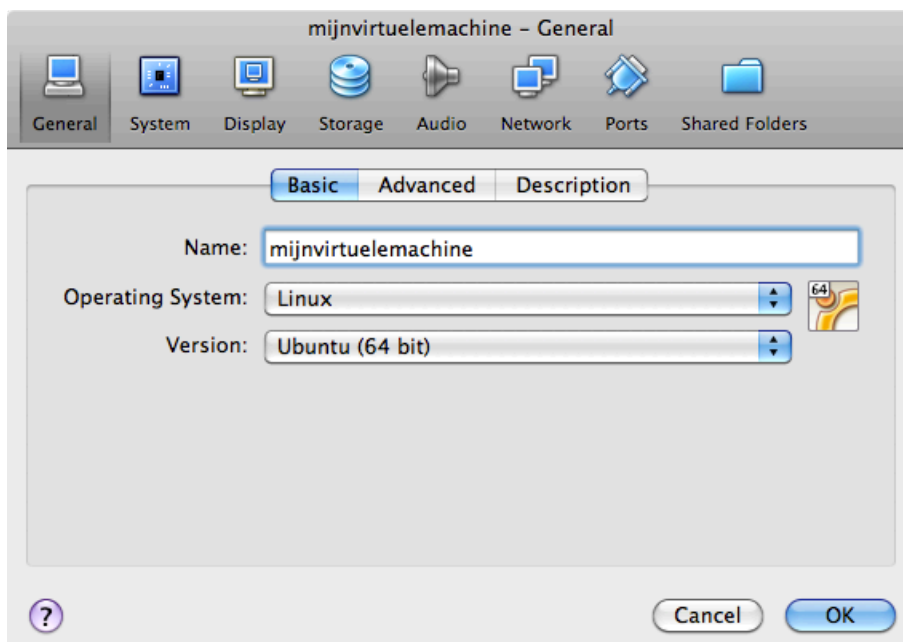 mijnvirtuelemachine – General
General System Display Storage Audio Network Ports Shared Folders
Basic Advanced Description
Name: mijnvirtuelemachine
Operating System: Linux
64
Version: Ubuntu (64 bit)
? Cancel OK